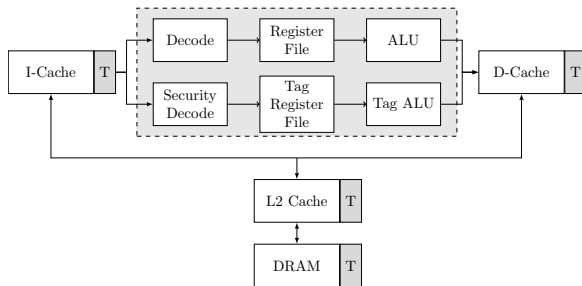 I-Cache
T
Decode
Register
File
ALU
Security
Decode
Tag
Register
File
Tag ALU
D-Cache
T
L2 Cache
T
DRAM
T